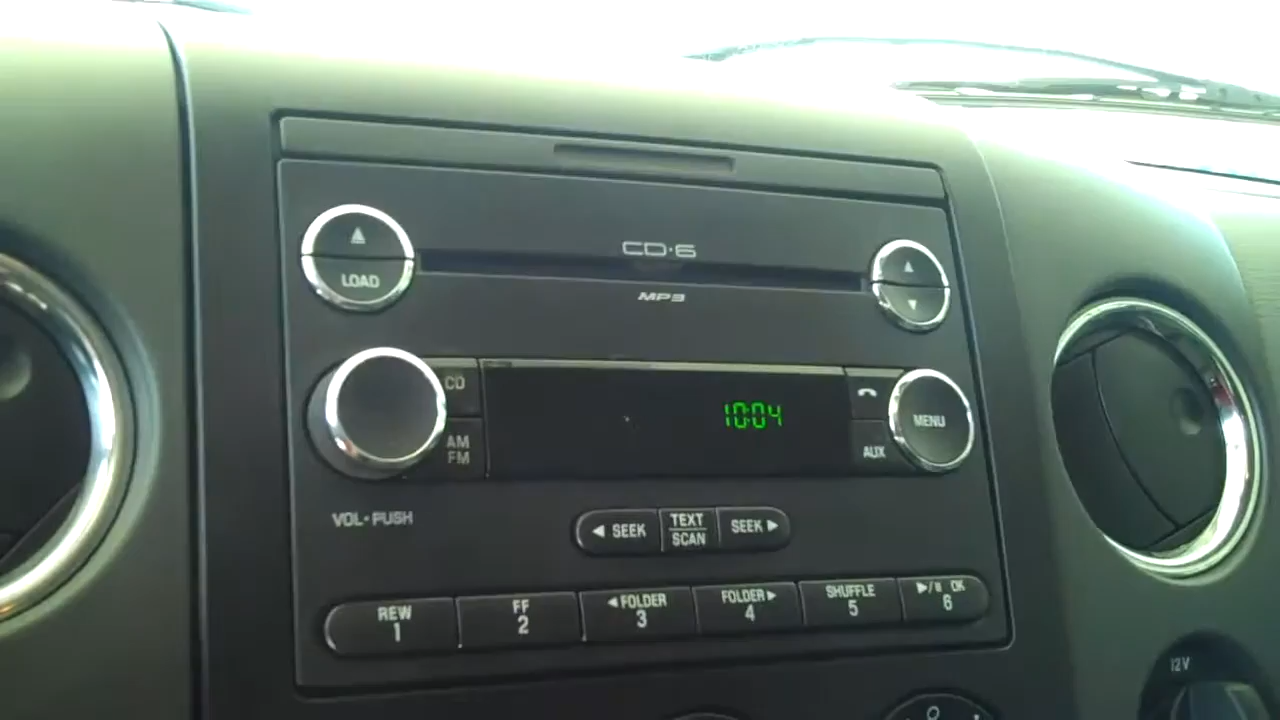 CD·6
LOAD
MP3
CD
10:04
MENU
AM
FM
AUX
VOL·PUSH
◀ SEEK
TEXT
SCAN
SEEK ▶
REW
1
FF
2
◀FOLDER
3
FOLDER▶
4
SHUFFLE
5
▶/II OK
6
12V
0